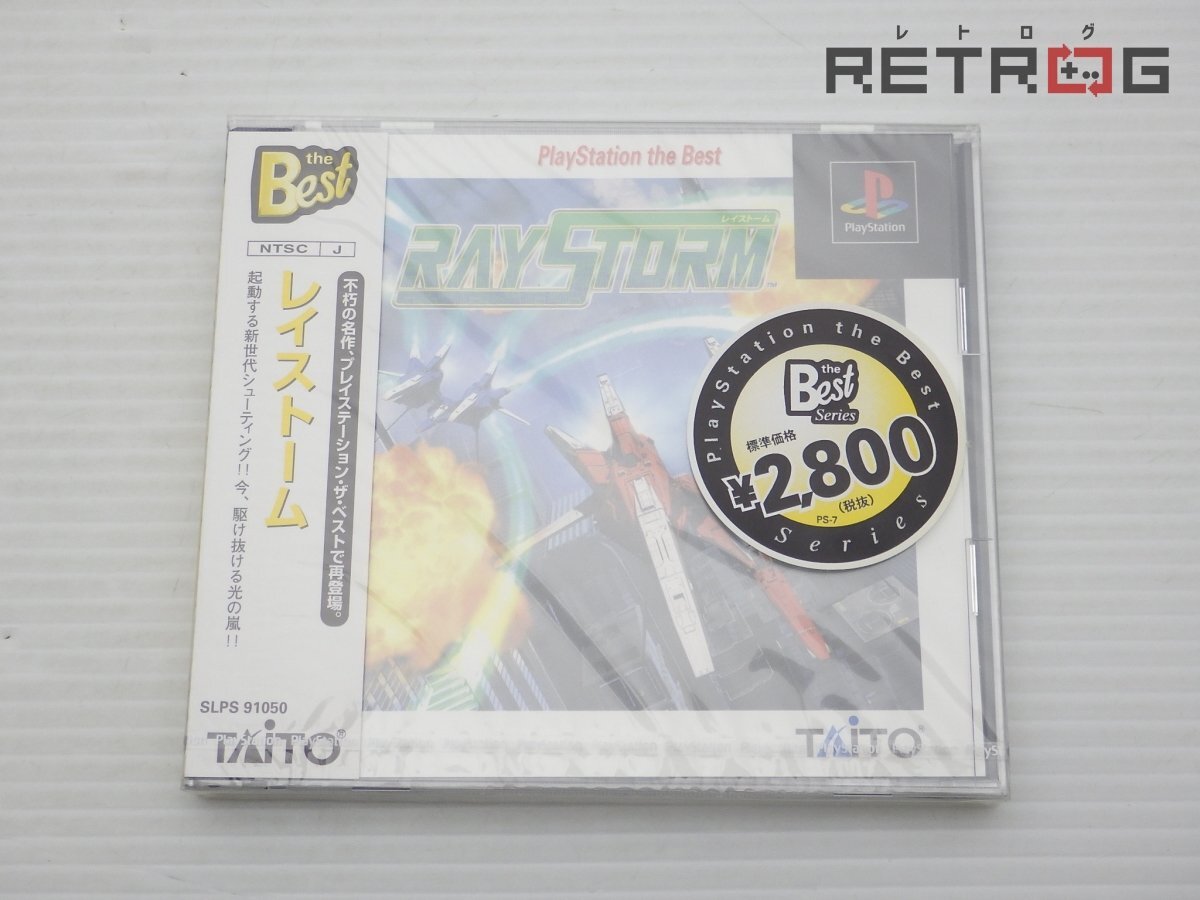 レトログ
RETROG
the
Best
NTSC J
レイストーム
起動する新世代シューティング!! 今、駆け抜ける光の嵐!!
不朽の名作、プレイステーション・ザ・ベストで再登場。
SLPS 91050
TAITO®
PlayStation the Best
PlayStation
レイストーム
RAYSTORM™
PlayStation the Best
the
Best
Series
標準価格
¥2,800
(税抜)
PS-7
Series
TAITO
PlayStation